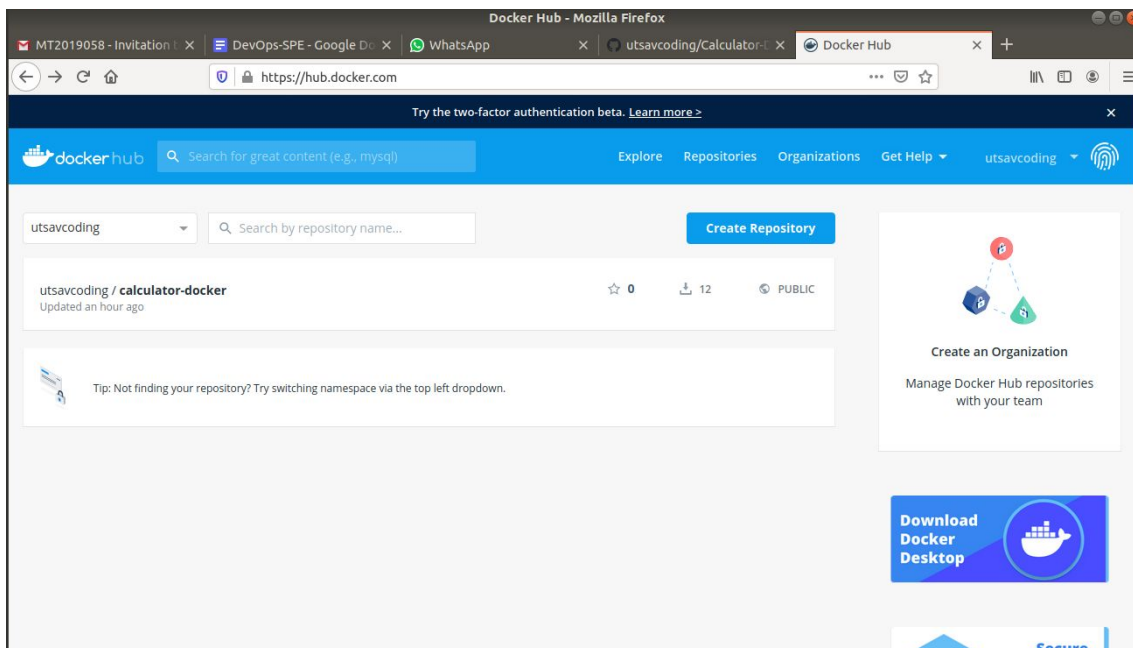 Docker Hub - Mozilla Firefox
MT2019058 - Invitation t
DevOps-SPE - Google Do
WhatsApp
utsavcoding/Calculator-D
Docker Hub
https://hub.docker.com
Try the two-factor authentication beta. Learn more >
dockerhub
Search for great content (e.g., mysql)
Explore
Repositories
Organizations
Get Help
utsavcoding
utsavcoding
Search by repository name...
Create Repository
utsavcoding / calculator-docker
0
12
PUBLIC
Updated an hour ago
Tip: Not finding your repository? Try switching namespace via the top left dropdown.
Create an Organization
Manage Docker Hub repositories
with your team
Download
Docker
Desktop
Secure